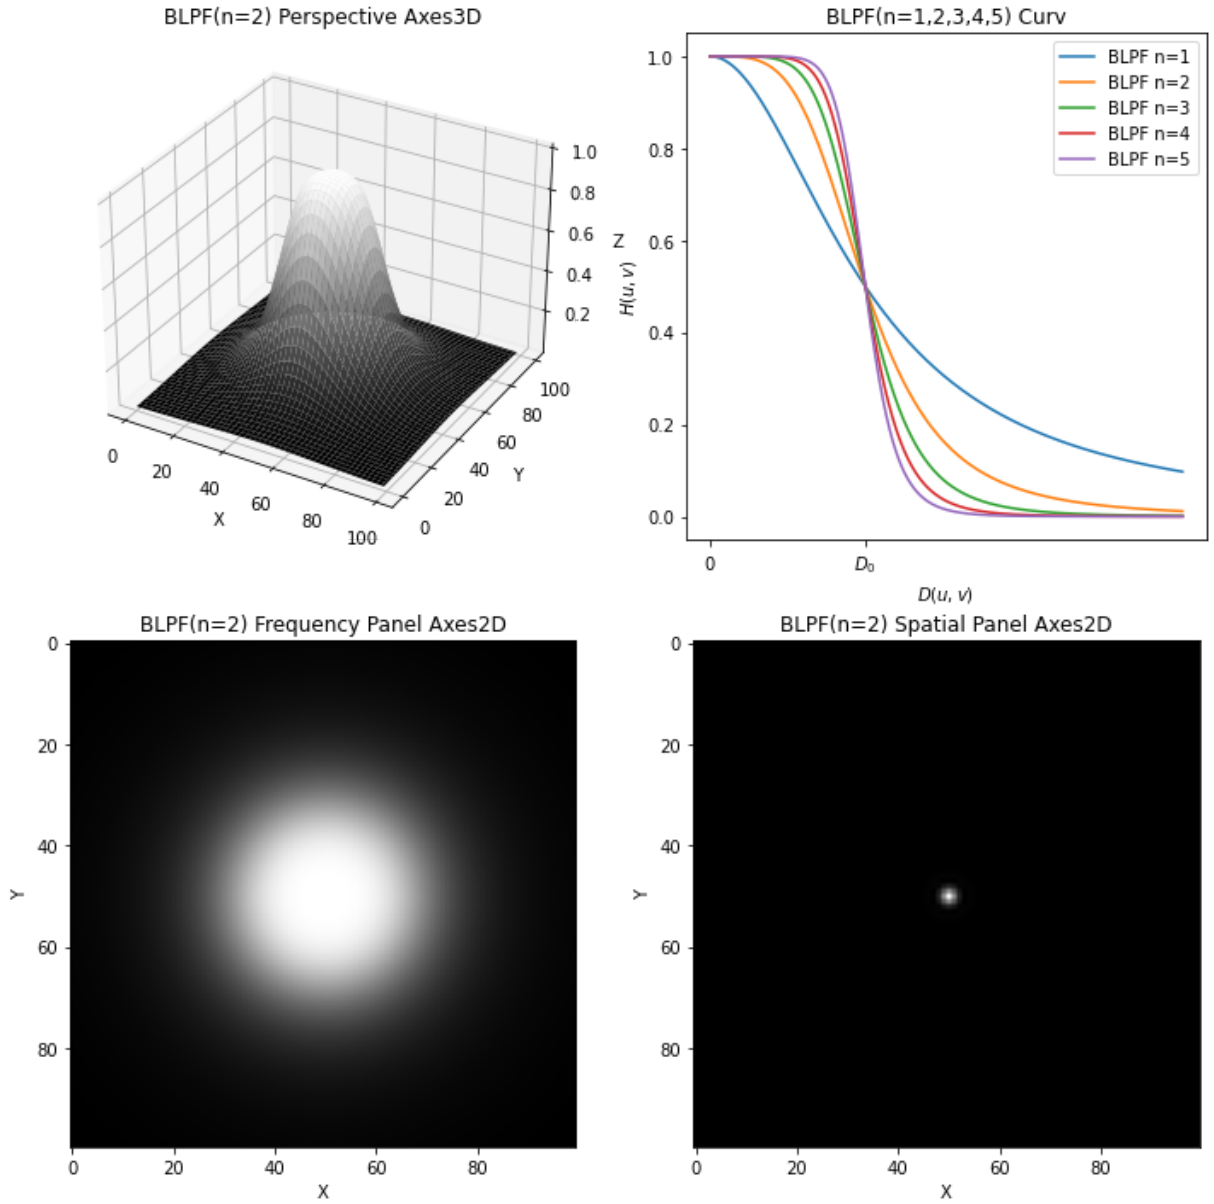 BLPF(n=2) Perspective Axes3D
1.0
0.8
0.6
0.4
0.2
Z
0
20
40
60
80
100
X
0
20
40
60
80
100
Y
BLPF(n=1,2,3,4,5) Curv
BLPF n=1
BLPF n=2
BLPF n=3
BLPF n=4
BLPF n=5
1.0
0.8
0.6
0.4
0.2
0.0
H(u, v)
0
D₀
D(u, v)
BLPF(n=2) Frequency Panel Axes2D
0
20
40
60
80
Y
0
20
40
60
80
X
BLPF(n=2) Spatial Panel Axes2D
0
20
40
60
80
Y
0
20
40
60
80
X